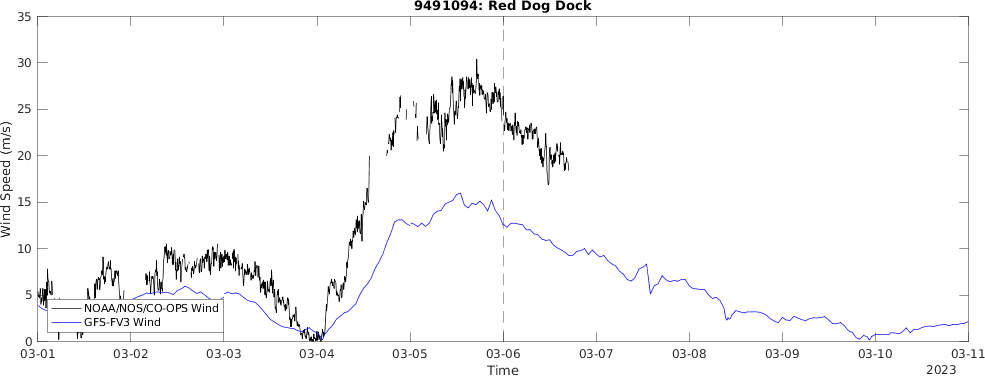 9491094: Red Dog Dock
35
30
25
20
15
10
5
0
Wind Speed (m/s)
NOAA/NOS/CO-OPS Wind
GFS-FV3 Wind
03-01 03-02 03-03 03-04 03-05 03-06 03-07 03-08 03-09 03-10 03-11
Time
2023